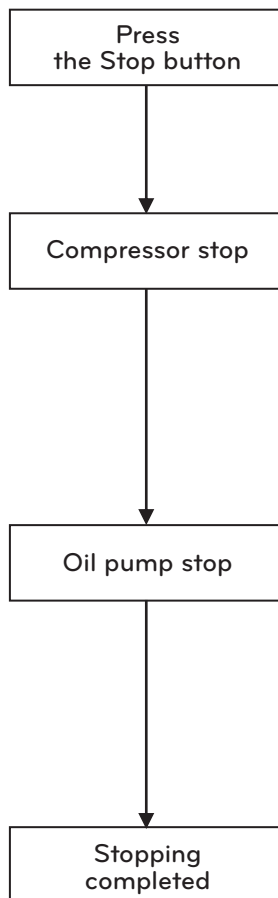 Press
the Stop button
Compressor stop
Oil pump stop
Stopping
completed